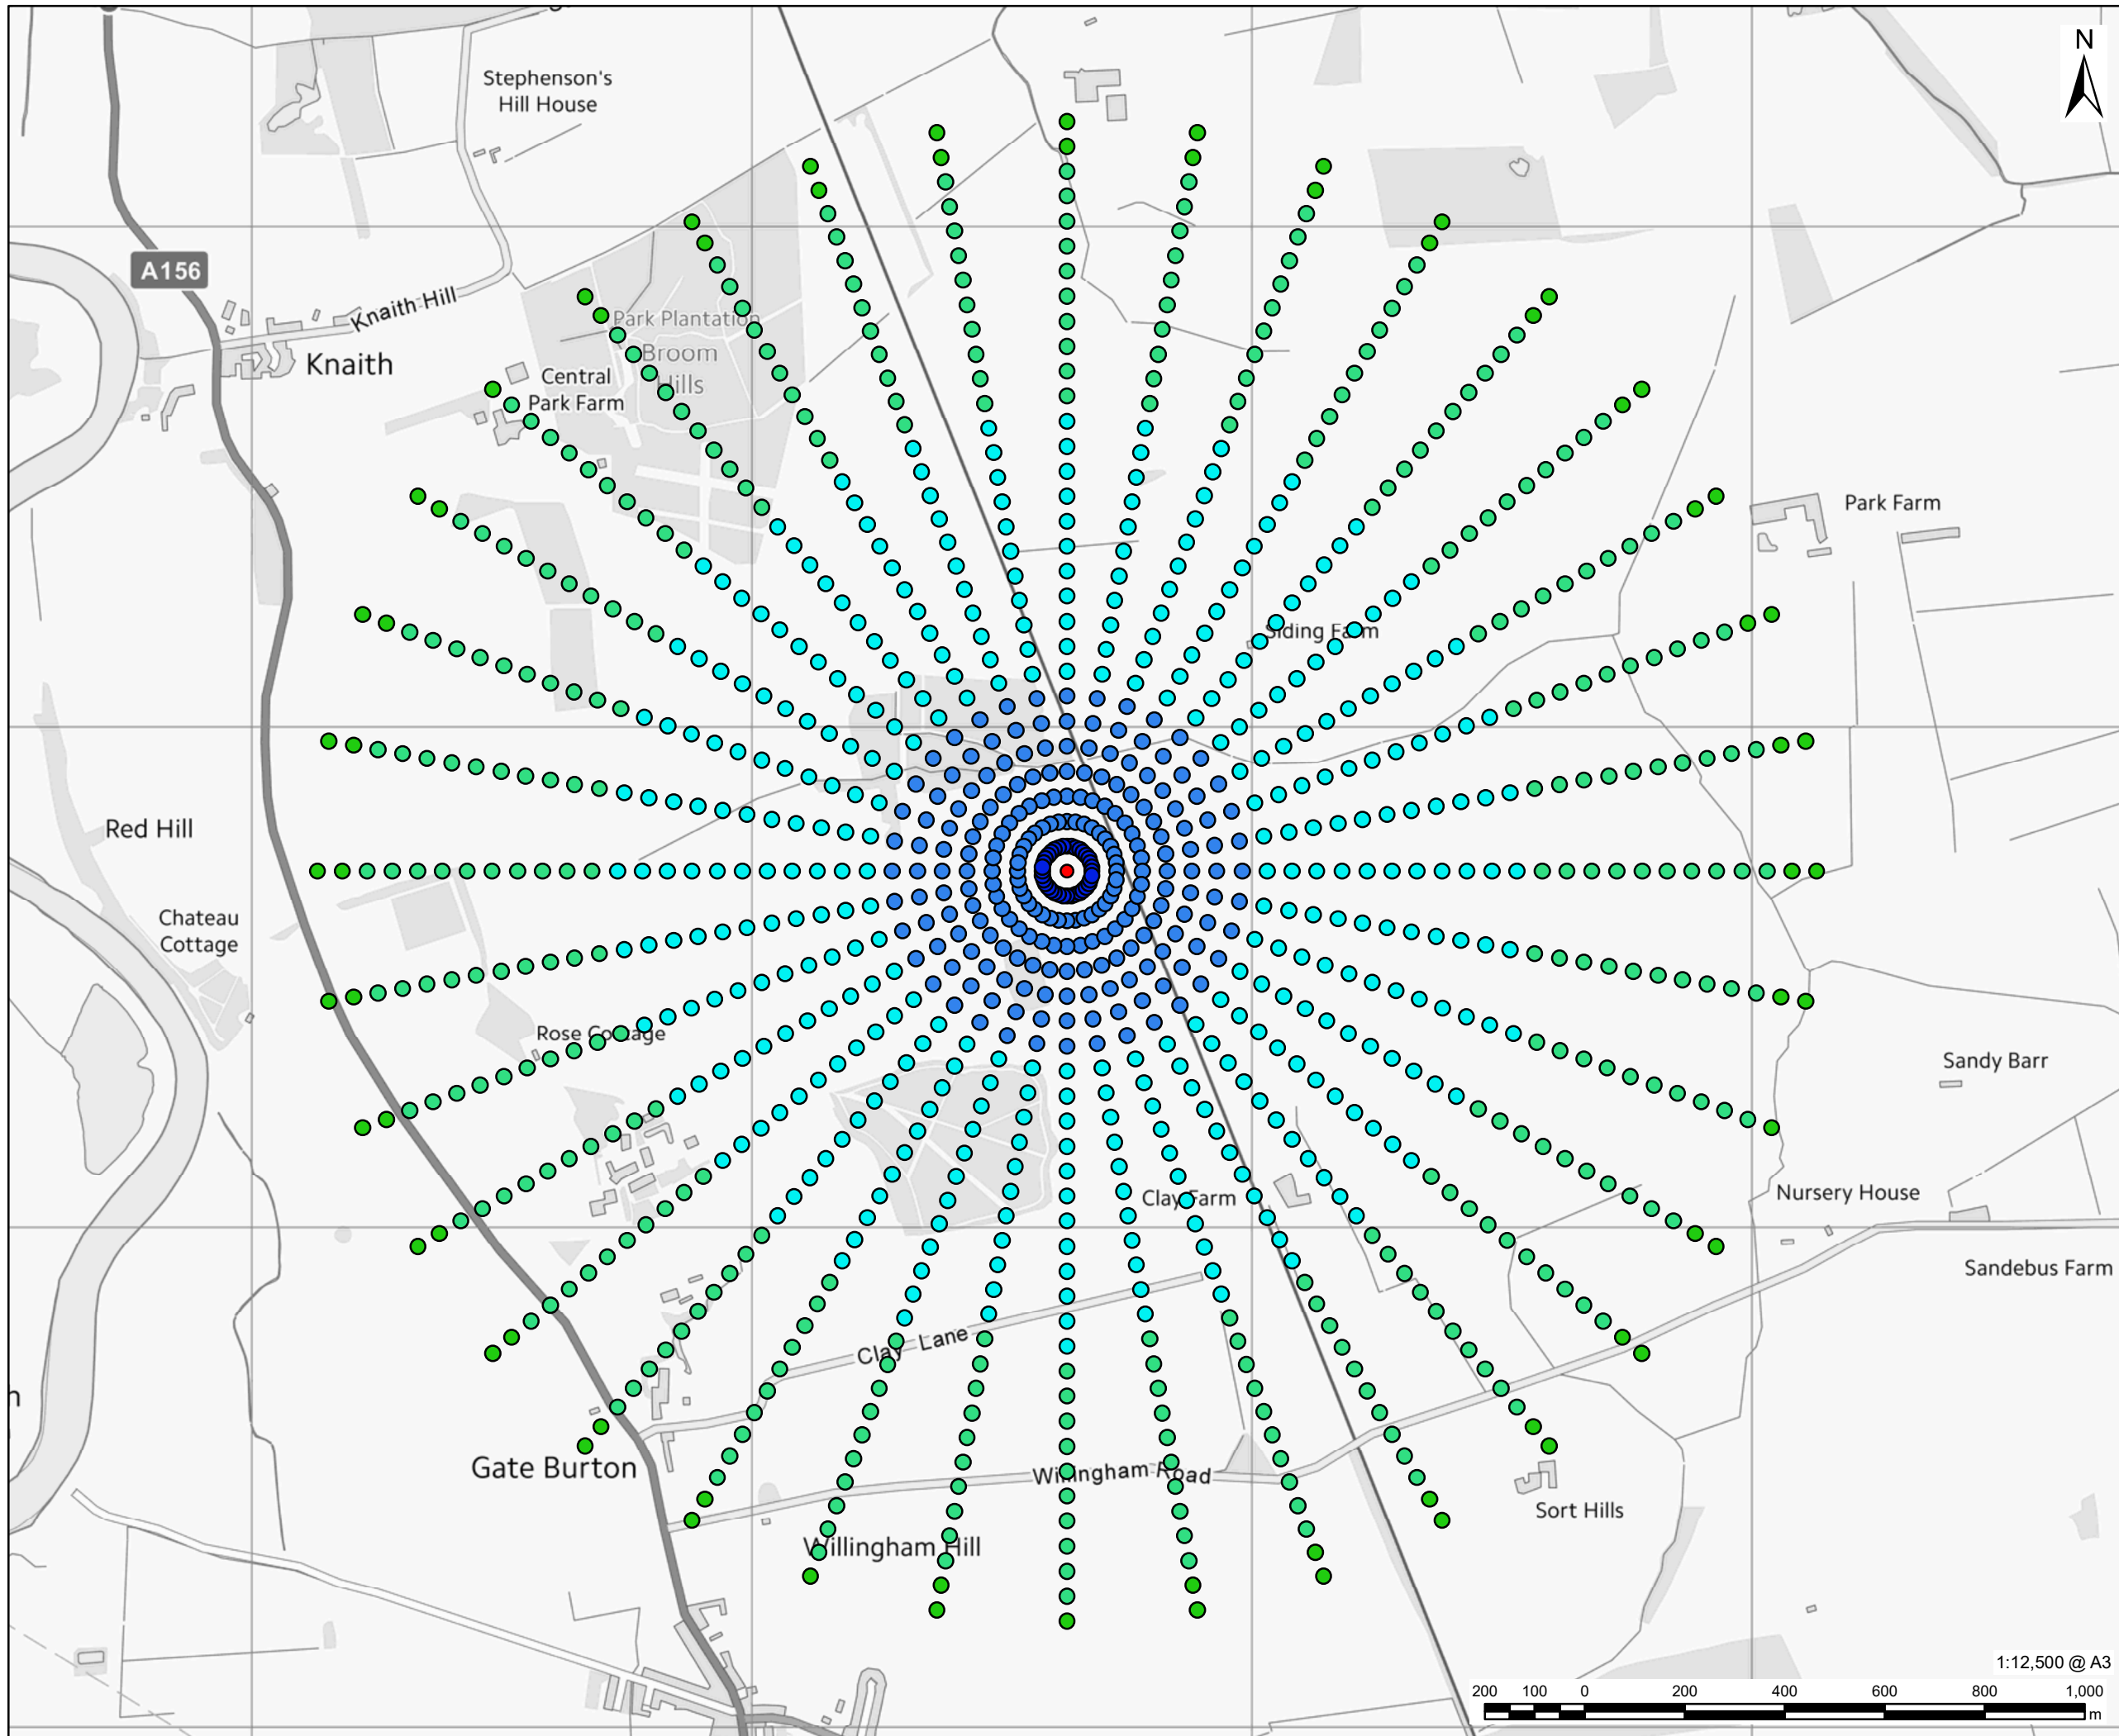 N
Stephenson's
Hill House
A156
Knaith Hill
Park Plantation
Knaith
Broom
Hills
Central
Park Farm
Park Farm
Siding Farm
Red Hill
Chateau
Cottage
Rose Cottage
Sandy Barr
Clay Farm
Nursery House
Sandebus Farm
Clay Lane
Gate Burton
Willingham Road
Sort Hills
Willingham Hill
1:12,500 @ A3
200 100 0 200 400 600 800 1,000
m